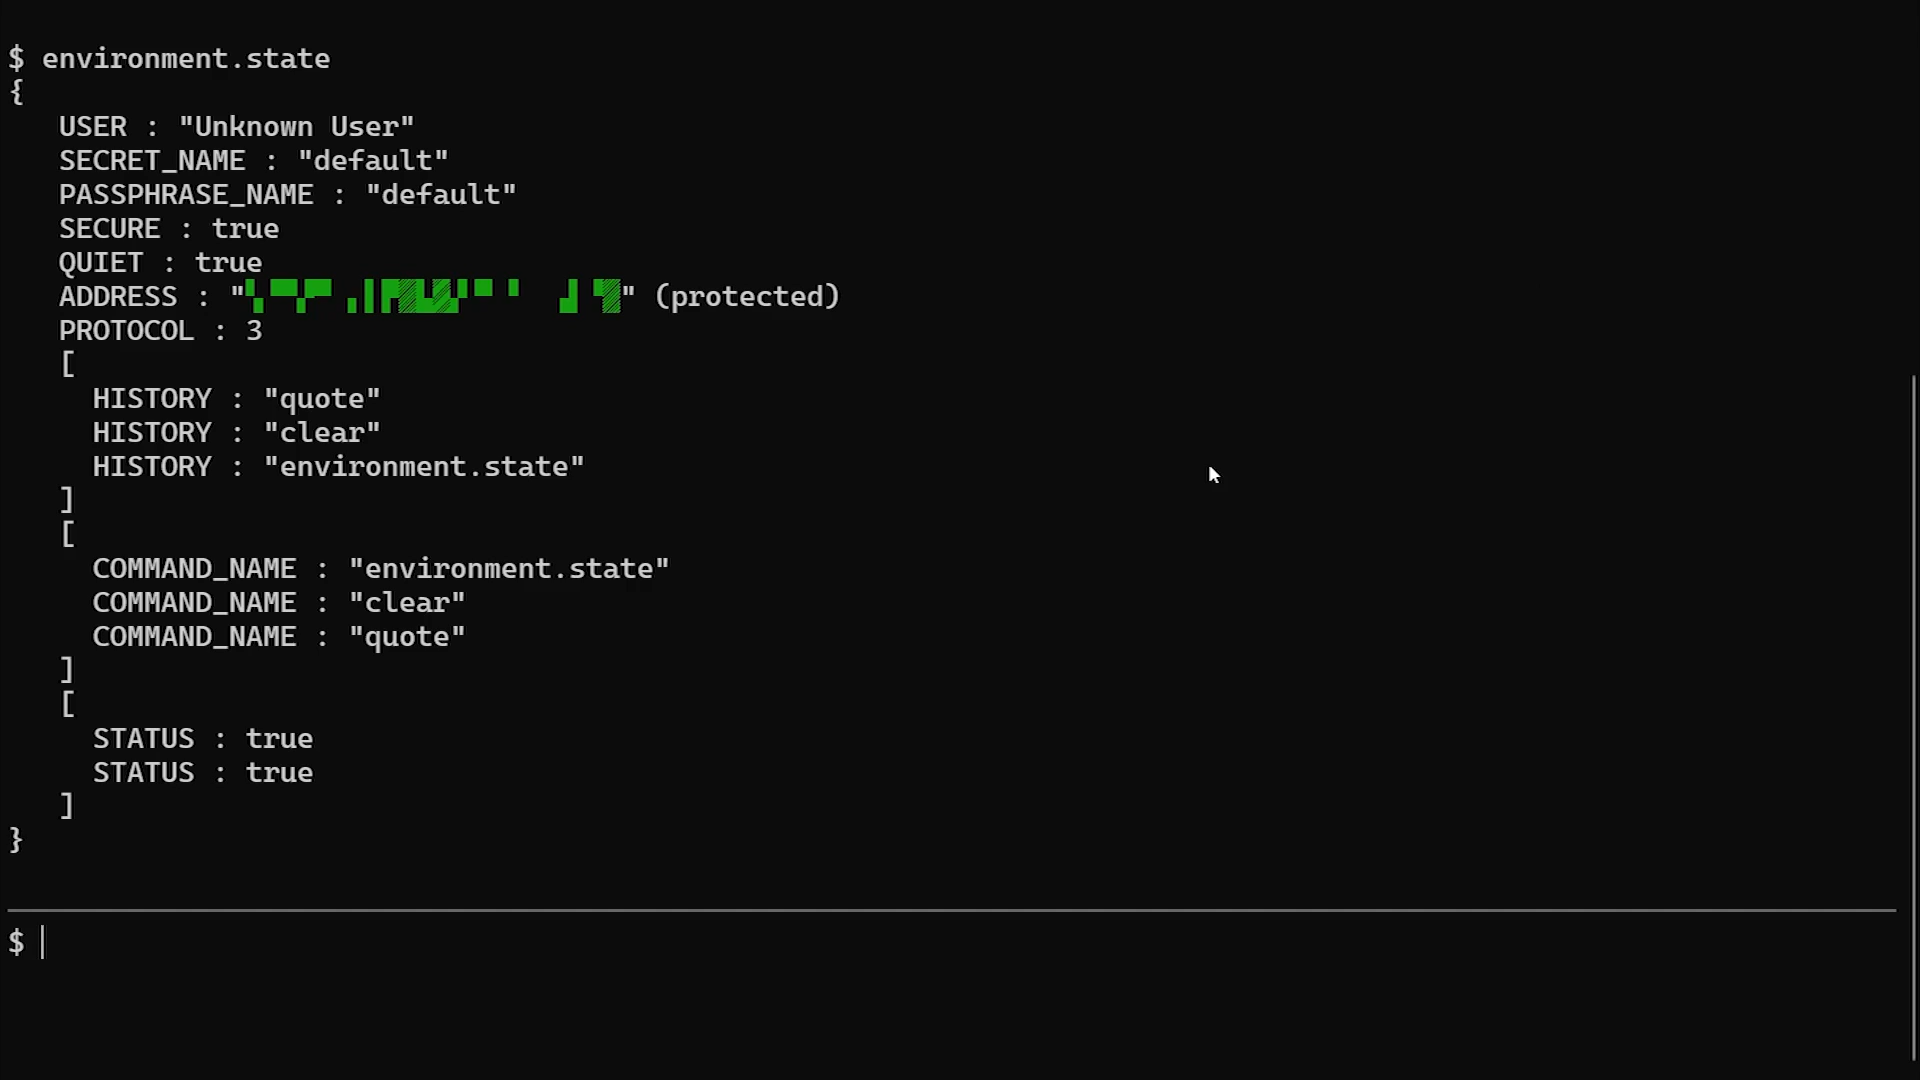 $ environment.state
{
USER : "Unknown User"
SECRET_NAME : "default"
PASSPHRASE_NAME : "default"
SECURE : true
QUIET : true
ADDRESS : "" (protected)
PROTOCOL : 3
[
HISTORY : "quote"
HISTORY : "clear"
HISTORY : "environment.state"
]
[
COMMAND_NAME : "environment.state"
COMMAND_NAME : "clear"
COMMAND_NAME : "quote"
]
[
STATUS : true
STATUS : true
]
}
$